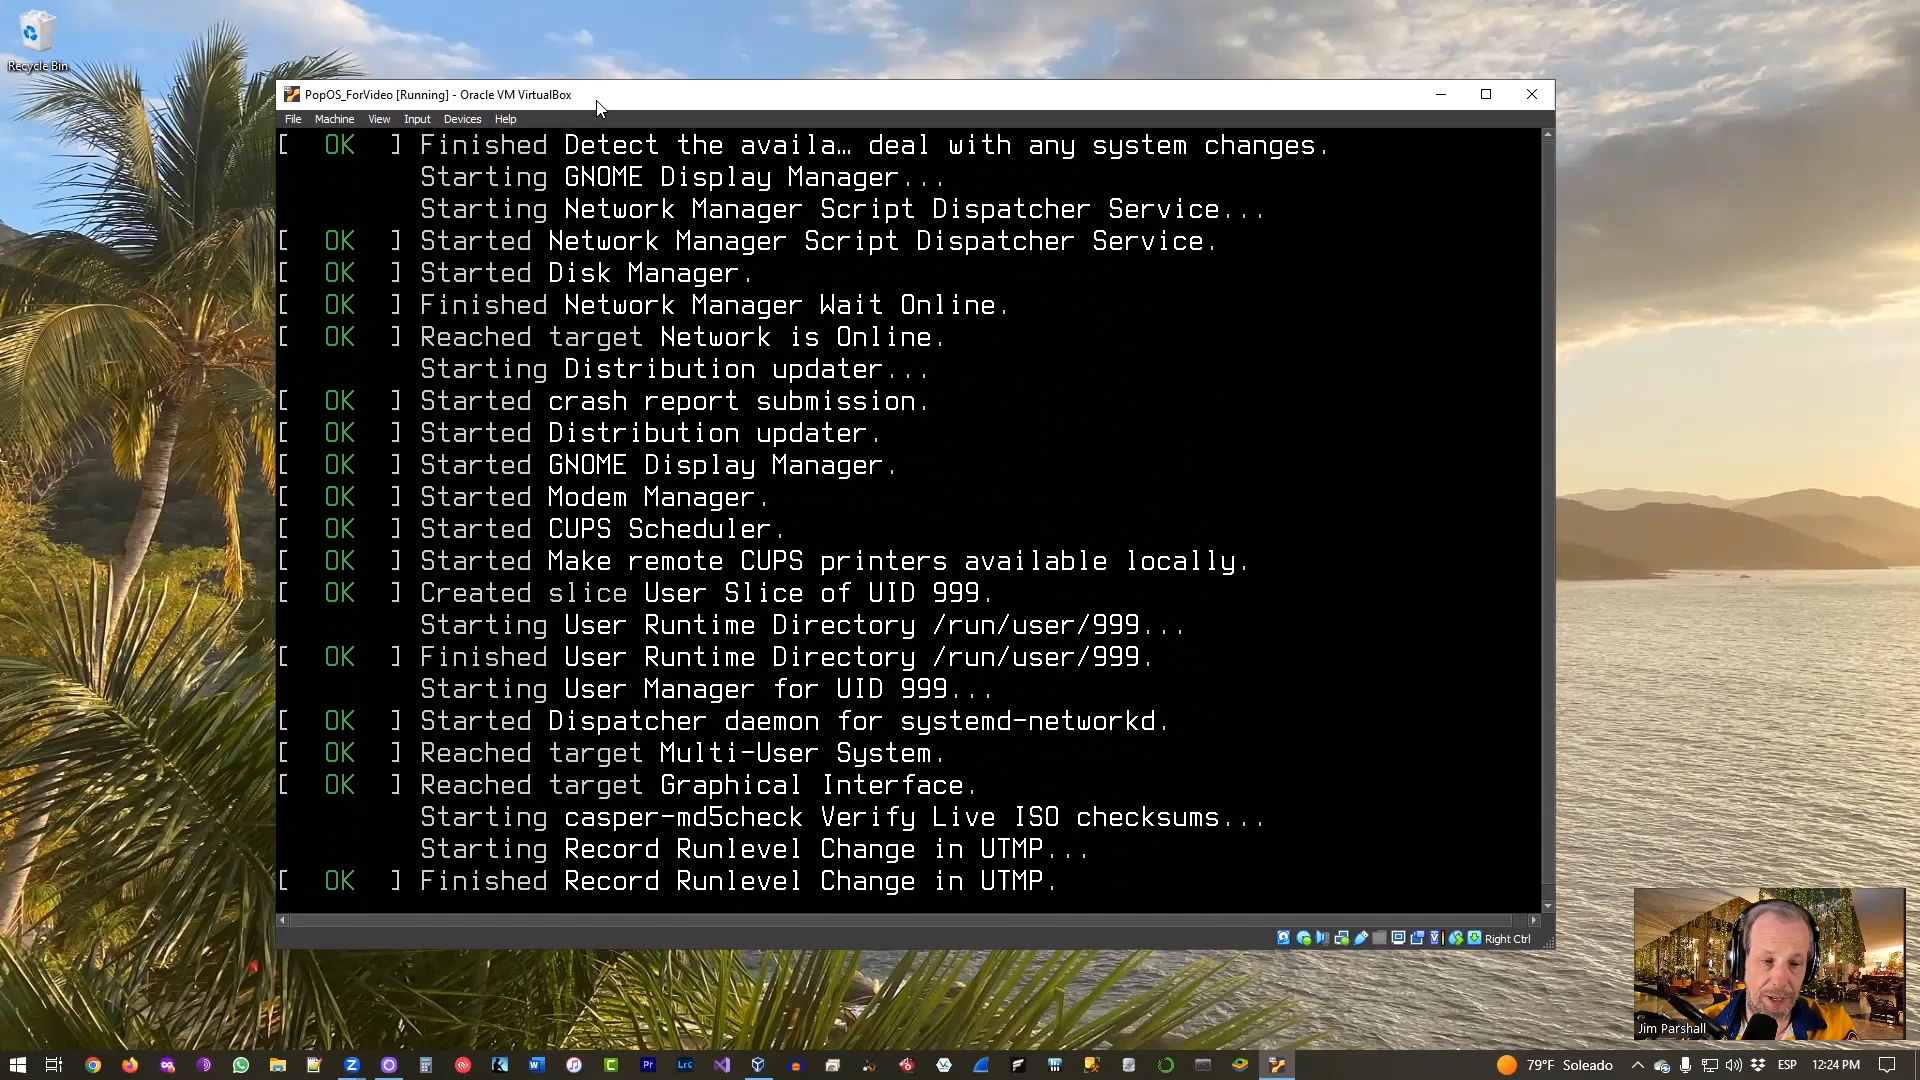 Recycle Bin
PopOS_ForVideo [Running] - Oracle VM VirtualBox
File Machine View Input Devices Help
[ OK ] Finished Detect the availa… deal with any system changes.
Starting GNOME Display Manager...
Starting Network Manager Script Dispatcher Service...
[ OK ] Started Network Manager Script Dispatcher Service.
[ OK ] Started Disk Manager.
[ OK ] Finished Network Manager Wait Online.
[ OK ] Reached target Network is Online.
Starting Distribution updater...
[ OK ] Started crash report submission.
[ OK ] Started Distribution updater.
[ OK ] Started GNOME Display Manager.
[ OK ] Started Modem Manager.
[ OK ] Started CUPS Scheduler.
[ OK ] Started Make remote CUPS printers available locally.
[ OK ] Created slice User Slice of UID 999.
Starting User Runtime Directory /run/user/999...
[ OK ] Finished User Runtime Directory /run/user/999.
Starting User Manager for UID 999...
[ OK ] Started Dispatcher daemon for systemd-networkd.
[ OK ] Reached target Multi-User System.
[ OK ] Reached target Graphical Interface.
Starting casper-md5check Verify Live ISO checksums...
Starting Record Runlevel Change in UTMP...
[ OK ] Finished Record Runlevel Change in UTMP.
Right Ctrl
Jim Parshall
79°F Soleado ESP 12:24 PM